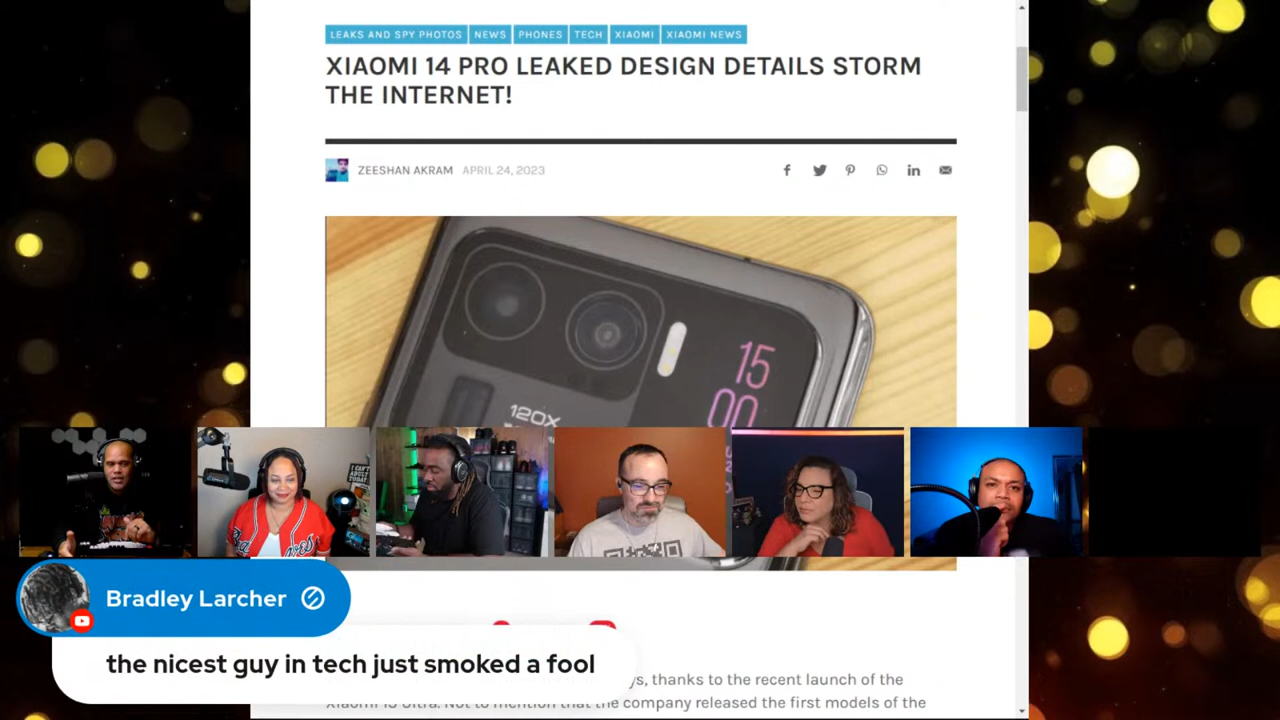 LEAKS AND SPY PHOTOS NEWS PHONES TECH XIAOMI XIAOMI NEWS
XIAOMI 14 PRO LEAKED DESIGN DETAILS STORM
THE INTERNET!
ZEESHAN AKRAM APRIL 24, 2023
15
00
120X
I CAN'T
ADULT
TODAY
Bradley Larcher
the nicest guy in tech just smoked a fool
, thanks to the recent launch of the
Xiaomi 13 Ultra. Not to mention that the company released the first models of the